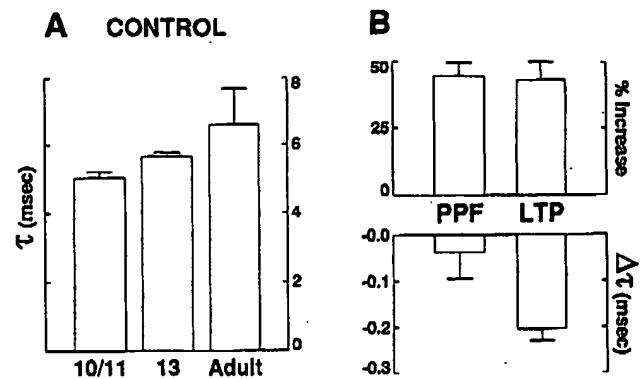 A CONTROL
τ (msec)
8
6
4
2
0
10/11 13 Adult
B
50
25
0
% Increase
PPF LTP
-0.0
-0.1
-0.2
-0.3
Δτ (msec)